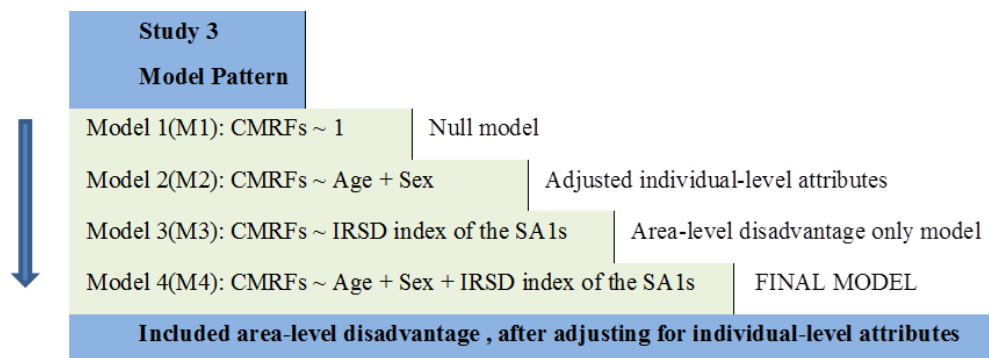 Study 3
Model Pattern
Model 1(M1): CMRFs ~ 1 Null model
Model 2(M2): CMRFs ~ Age + Sex Adjusted individual-level attributes
Model 3(M3): CMRFs ~ IRSD index of the SA1s Area-level disadvantage only model
Model 4(M4): CMRFs ~ Age + Sex + IRSD index of the SA1s FINAL MODEL
Included area-level disadvantage , after adjusting for individual-level attributes